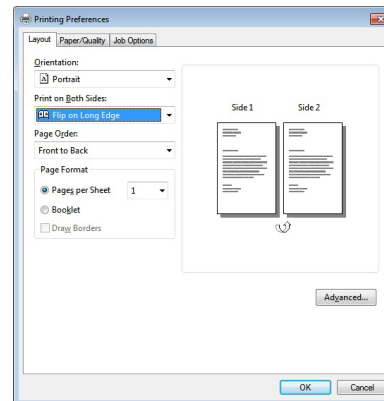 Printing Preferences
Layout Paper/Quality Job Options
Orientation:
A Portrait
Print on Both Sides:
Flip on Long Edge
Page Order:
Front to Back
Page Format
Pages per Sheet 1
Booklet
Draw Borders
Side 1 Side 2
Advanced...
OK Cancel